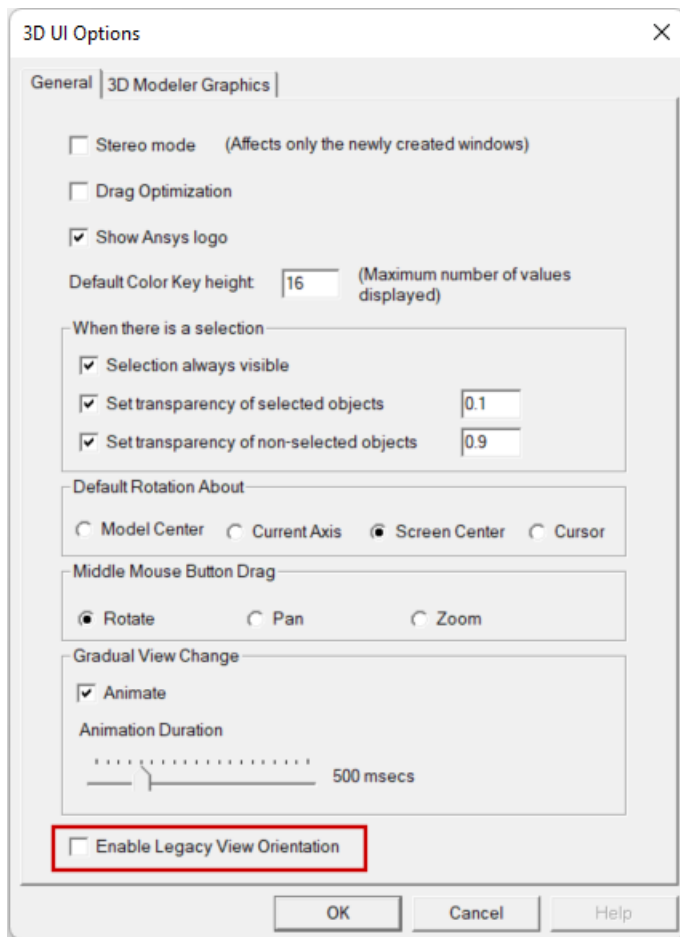 3D UI Options
General
3D Modeler Graphics
Stereo mode (Affects only the newly created windows)
Drag Optimization
Show Ansys logo
Default Color Key height: 16 (Maximum number of values
displayed)
When there is a selection
Selection always visible
Set transparency of selected objects 0.1
Set transparency of non-selected objects 0.9
Default Rotation About
Model Center Current Axis Screen Center Cursor
Middle Mouse Button Drag
Rotate Pan Zoom
Gradual View Change
Animate
Animation Duration
500 msecs
Enable Legacy View Orientation
OK Cancel Help